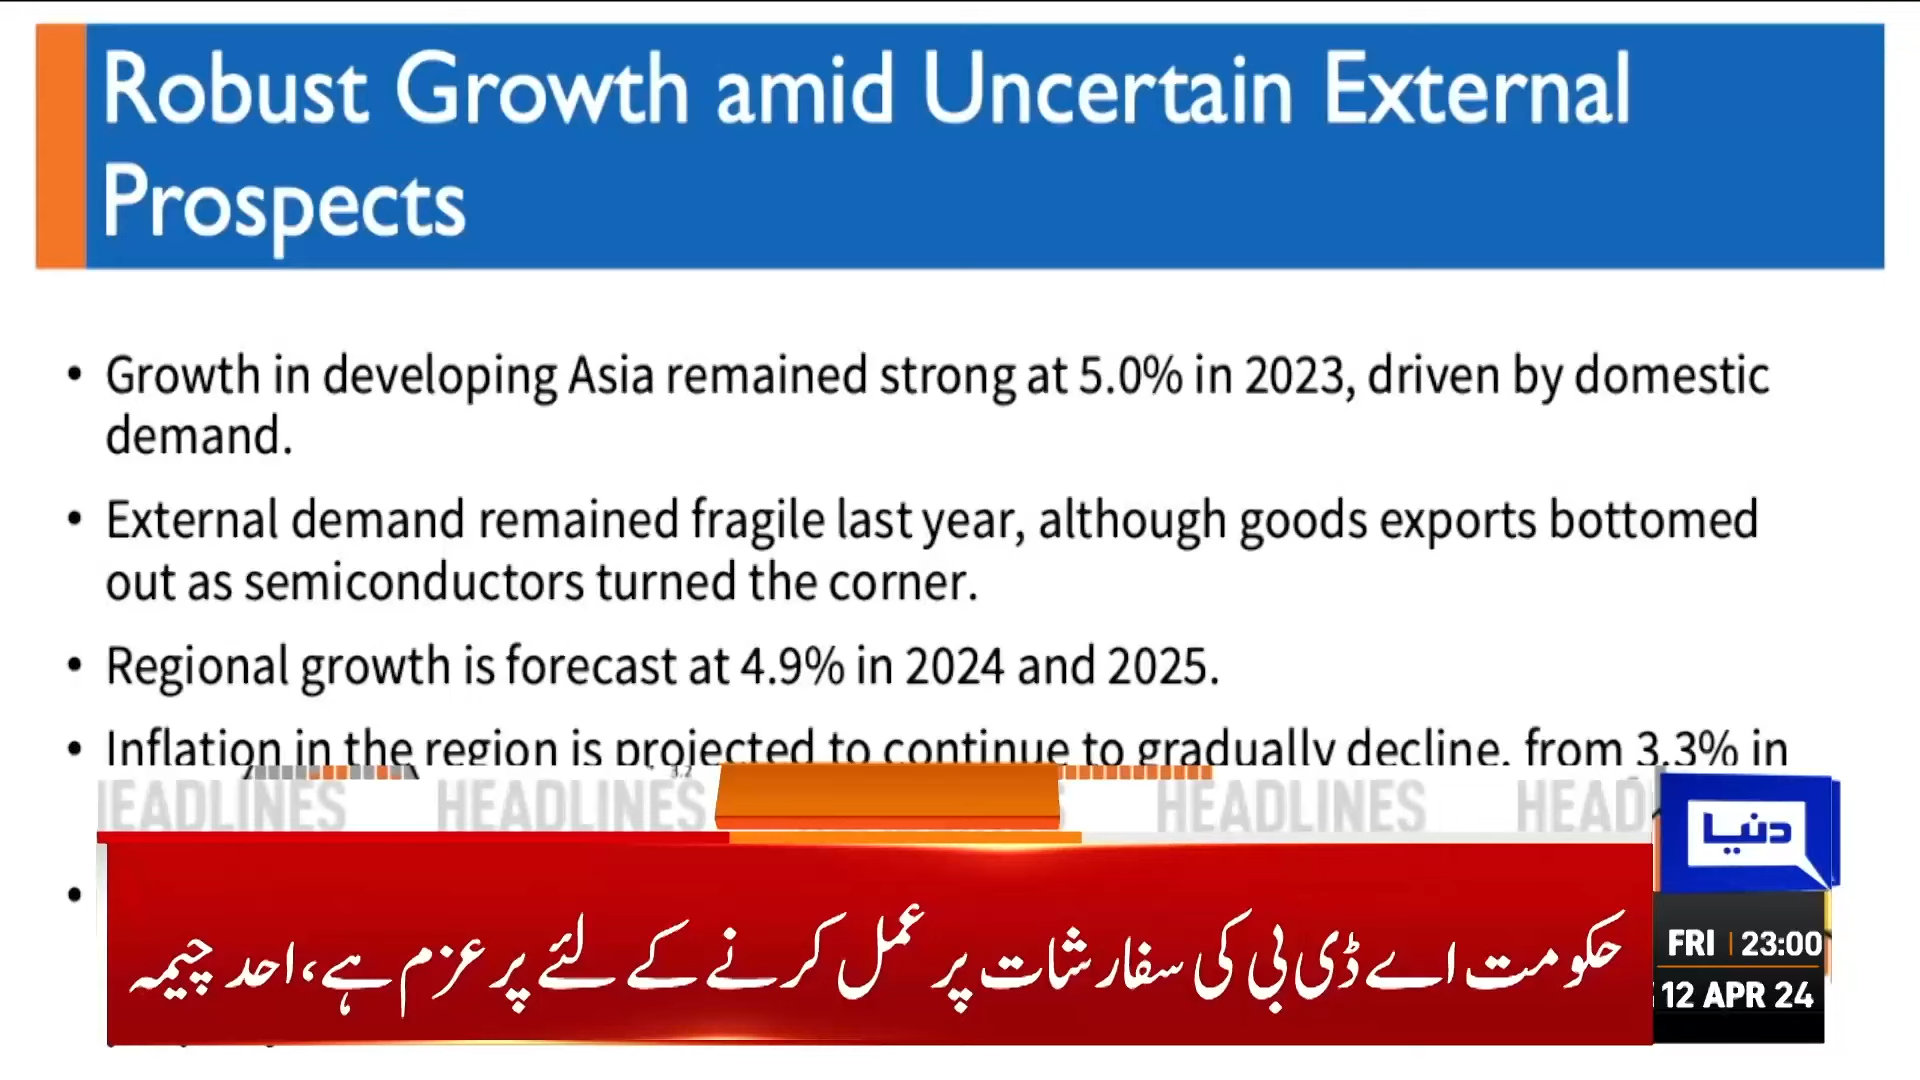 Robust Growth amid Uncertain External
Prospects
• Growth in developing Asia remained strong at 5.0% in 2023, driven by domestic
demand.
• External demand remained fragile last year, although goods exports bottomed
out as semiconductors turned the corner.
• Regional growth is forecast at 4.9% in 2024 and 2025.
• Inflation in the region is projected to continue to gradually decline, from 3.3% in
HEADLINES HEADLINES HEADLINES
دنیا
حکومت اے ڈی بی کی سفارشات پر عمل کرنے کے لئے پر عزم ہے، احد چیمہ
FRI | 23:00
12 APR 24